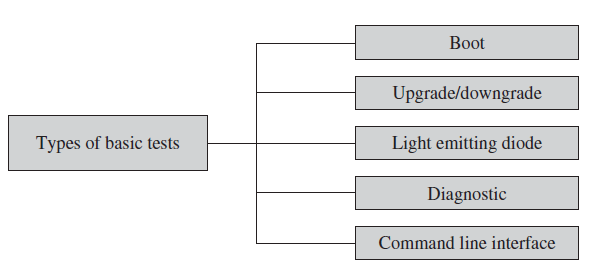 Types of basic tests
Boot
Upgrade/downgrade
Light emitting diode
Diagnostic
Command line interface